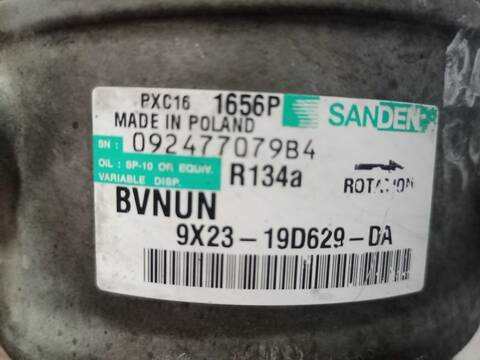 PXC16 1656P SANDEN
MADE IN POLAND
SN: 092477079B4
OIL: SP-10 OR EQUIV. R134a
VARIABLE DISP. ROTATION
BVNUN
9X23-19D629-DA